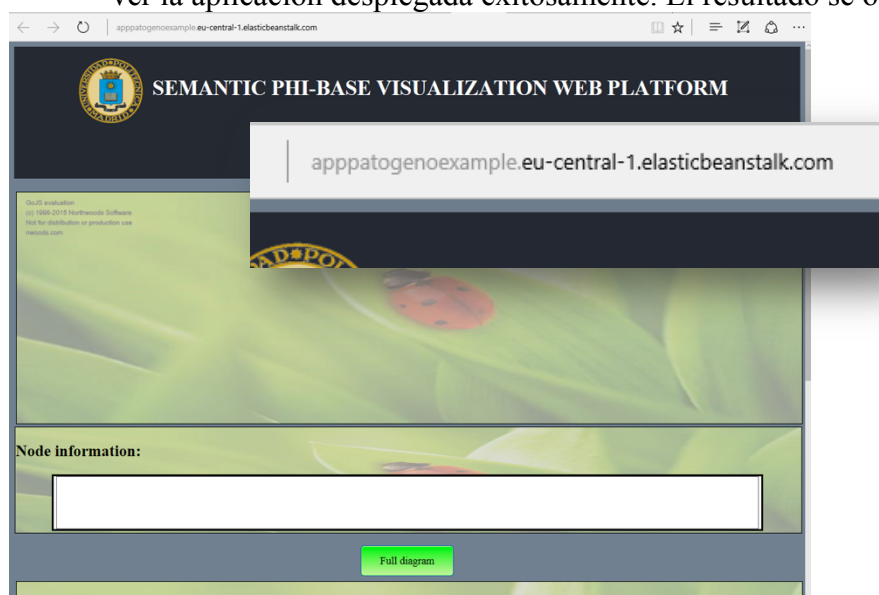 ver la aplicación desplegada exitosamente. El resultado se o
apppatogenoexample.eu-central-1.elasticbeanstalk.com
SEMANTIC PHI-BASE VISUALIZATION WEB PLATFORM
apppatogenoexample.eu-central-1.elasticbeanstalk.com
GoJS evaluation
(c) 1998-2015 Northwoods Software
Not for distribution or production use
nwoods.com
Node information:
Full diagram